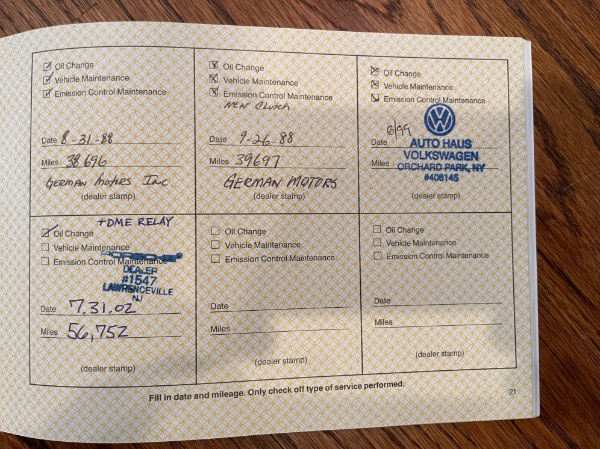 Oil Change
Vehicle Maintenance
Emission Control Maintenance
Date 8-31-88
Miles 38696
GERMAN MOTORS INC
(dealer stamp)
Oil Change
Vehicle Maintenance
Emission Control Maintenance
NEW Clutch
Date 9-26-88
Miles 39697
GERMAN MOTORS
(dealer stamp)
Oil Change
Vehicle Maintenance
Emission Control Maintenance
6/99
Date
AUTO HAUS
VOLKSWAGEN
Miles
ORCHARD PARK, NY
#408145
(dealer stamp)
+DME RELAY
Oil Change
Vehicle Maintenance
Emission Control Maintenance
DEALER
#1547
LAWRENCEVILLE
NJ
Date 7.31.02
Miles 56,752
(dealer stamp)
Oil Change
Vehicle Maintenance
Emission Control Maintenance
Date
Miles
(dealer stamp)
Oil Change
Vehicle Maintenance
Emission Control Maintenance
Date
Miles
(dealer stamp)
Fill in date and mileage. Only check off type of service performed.
21